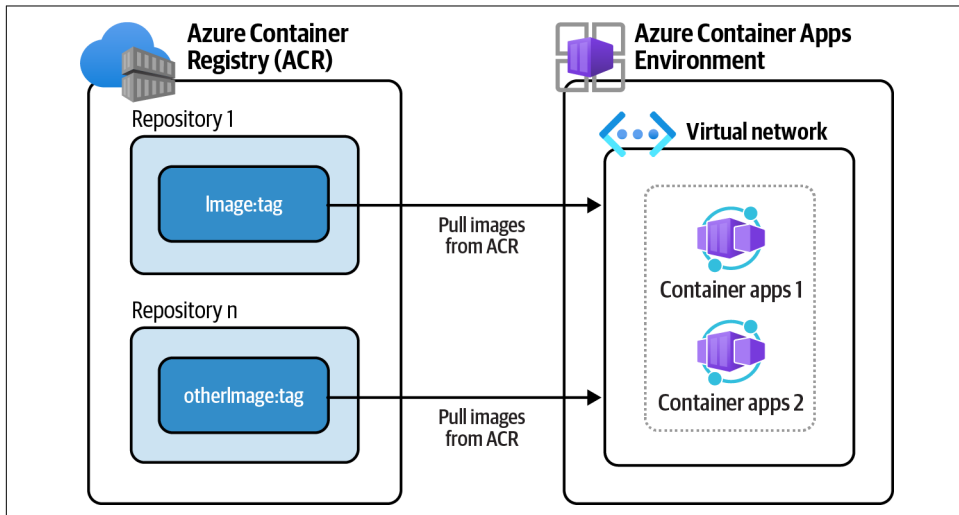 Azure Container
Registry (ACR)
Repository 1
Image:tag
Repository n
otherImage:tag
Pull images
from ACR
Pull images
from ACR
Azure Container Apps
Environment
Virtual network
Container apps 1
Container apps 2